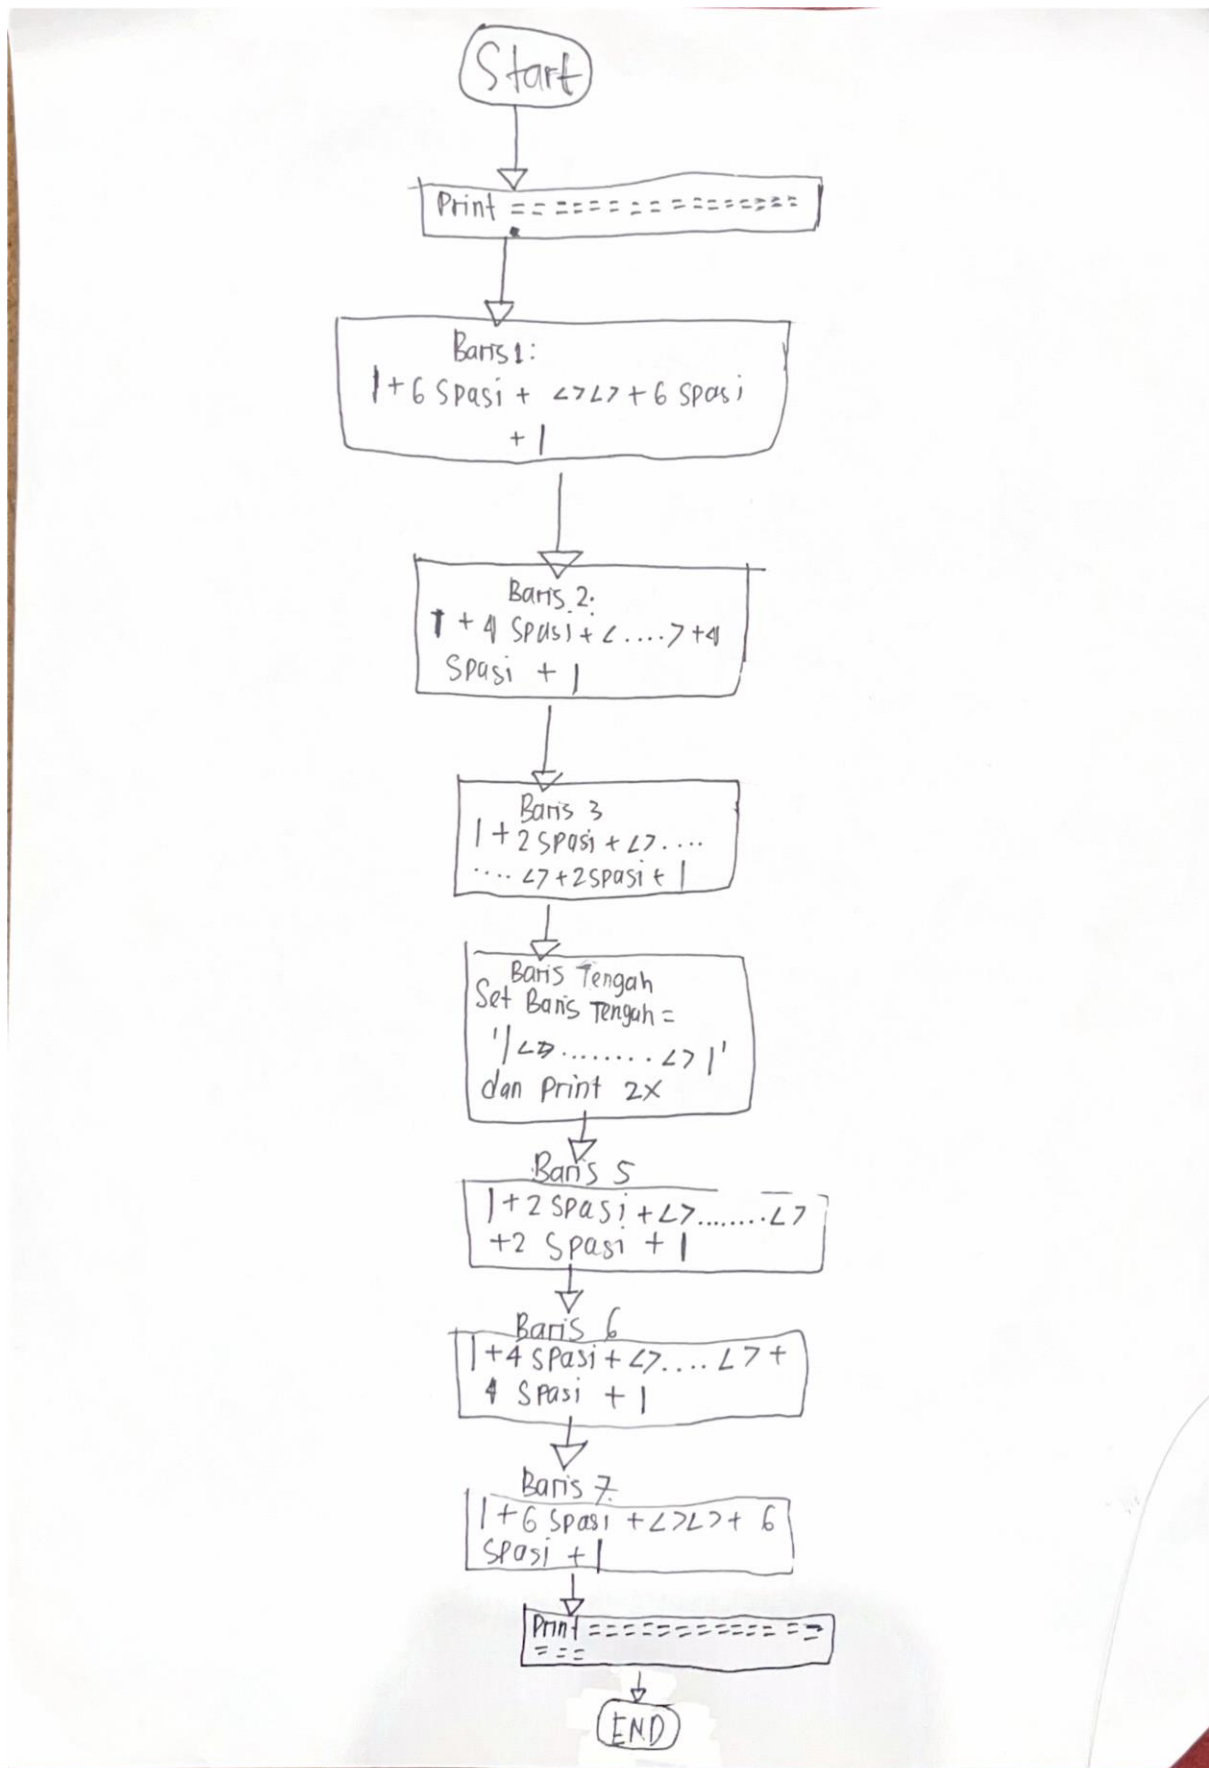 Start
Print = = = = = = = = = = = = = = = = = =
Baris 1:
| + 6 Spasi + <><> + 6 Spasi
+ |
Baris 2:
| + 4 Spasi + < .... > + 4
Spasi + |
Baris 3
| + 2 Spasi + <> ....
.... <> + 2 Spasi + |
Baris Tengah
Set Baris Tengah =
'|<> ........ <>|'
dan Print 2x
Baris 5
| + 2 Spasi + <> ........ <>
+ 2 Spasi + |
Baris 6
| + 4 Spasi + <> .... <> +
4 Spasi + |
Baris 7
| + 6 Spasi + <><> + 6
Spasi + |
Print = = = = = = = = = = = = = =
= = =
END